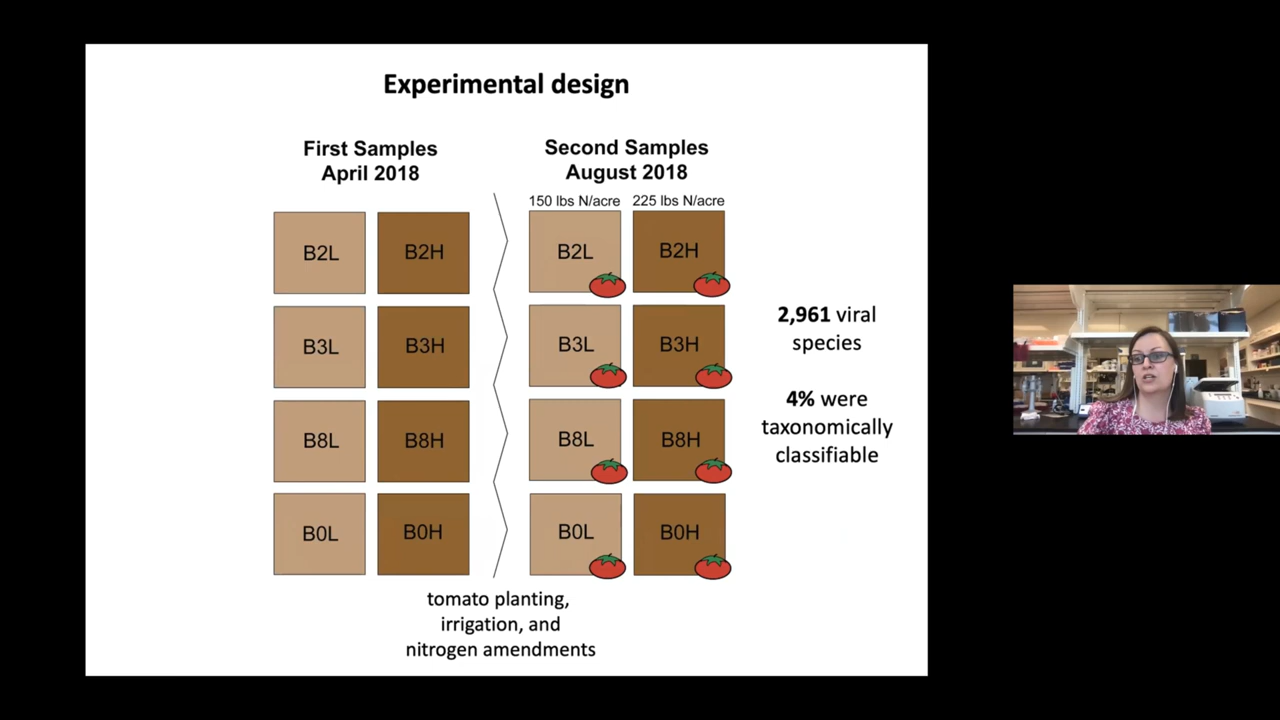 Experimental design
First Samples
April 2018
Second Samples
August 2018
150 lbs N/acre 225 lbs N/acre
B2L B2H B2L B2H
B3L B3H B3L B3H
B8L B8H B8L B8H
B0L B0H B0L B0H
2,961 viral
species
4% were
taxonomically
classifiable
tomato planting,
irrigation, and
nitrogen amendments